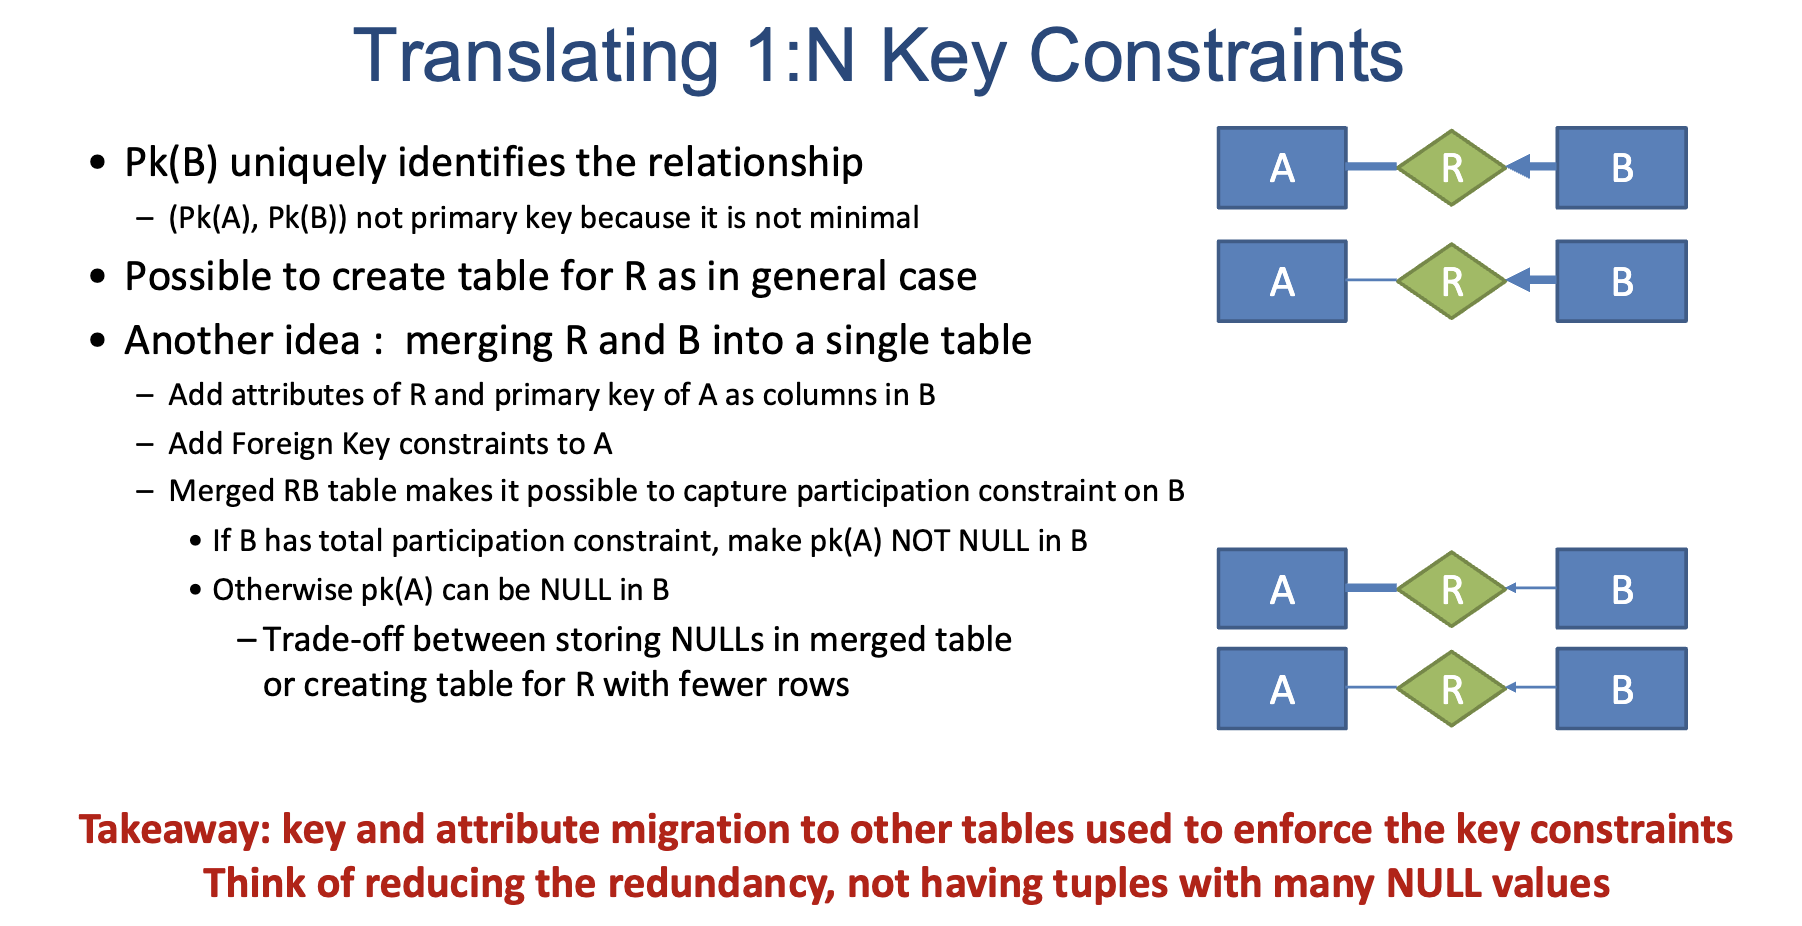 Translating 1:N Key Constraints
• Pk(B) uniquely identifies the relationship
– (Pk(A), Pk(B)) not primary key because it is not minimal
• Possible to create table for R as in general case
• Another idea : merging R and B into a single table
– Add attributes of R and primary key of A as columns in B
– Add Foreign Key constraints to A
– Merged RB table makes it possible to capture participation constraint on B
• If B has total participation constraint, make pk(A) NOT NULL in B
• Otherwise pk(A) can be NULL in B
– Trade-off between storing NULLs in merged table
or creating table for R with fewer rows
A R B
A R B
A R B
A R B
Takeaway: key and attribute migration to other tables used to enforce the key constraints
Think of reducing the redundancy, not having tuples with many NULL values